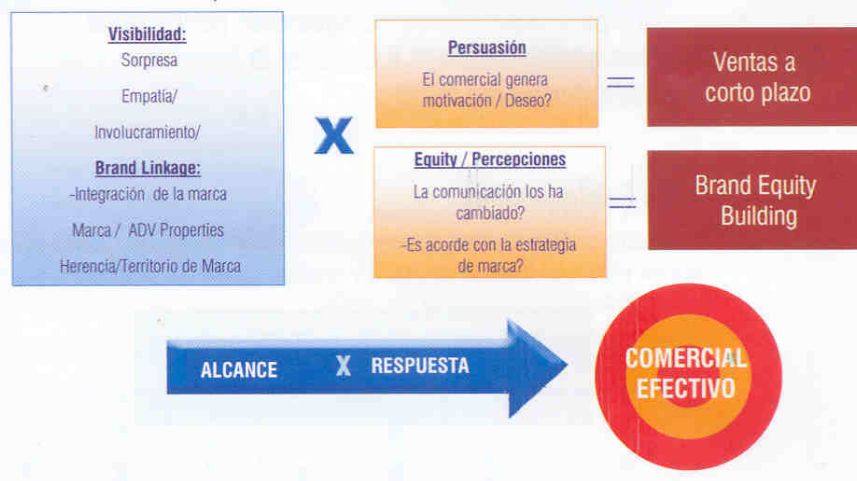 Visibilidad:
Sorpresa
Empatía/
Involucramiento/
Brand Linkage:
-Integración de la marca
Marca / ADV Properties
Herencia/Territorio de Marca
X
Persuasión
El comercial genera
motivación / Deseo?
=
Ventas a
corto plazo
Equity / Percepciones
La comunicación los ha
cambiado?
-Es acorde con la estrategia
de marca?
=
Brand Equity
Building
ALCANCE X RESPUESTA
COMERCIAL
EFECTIVO